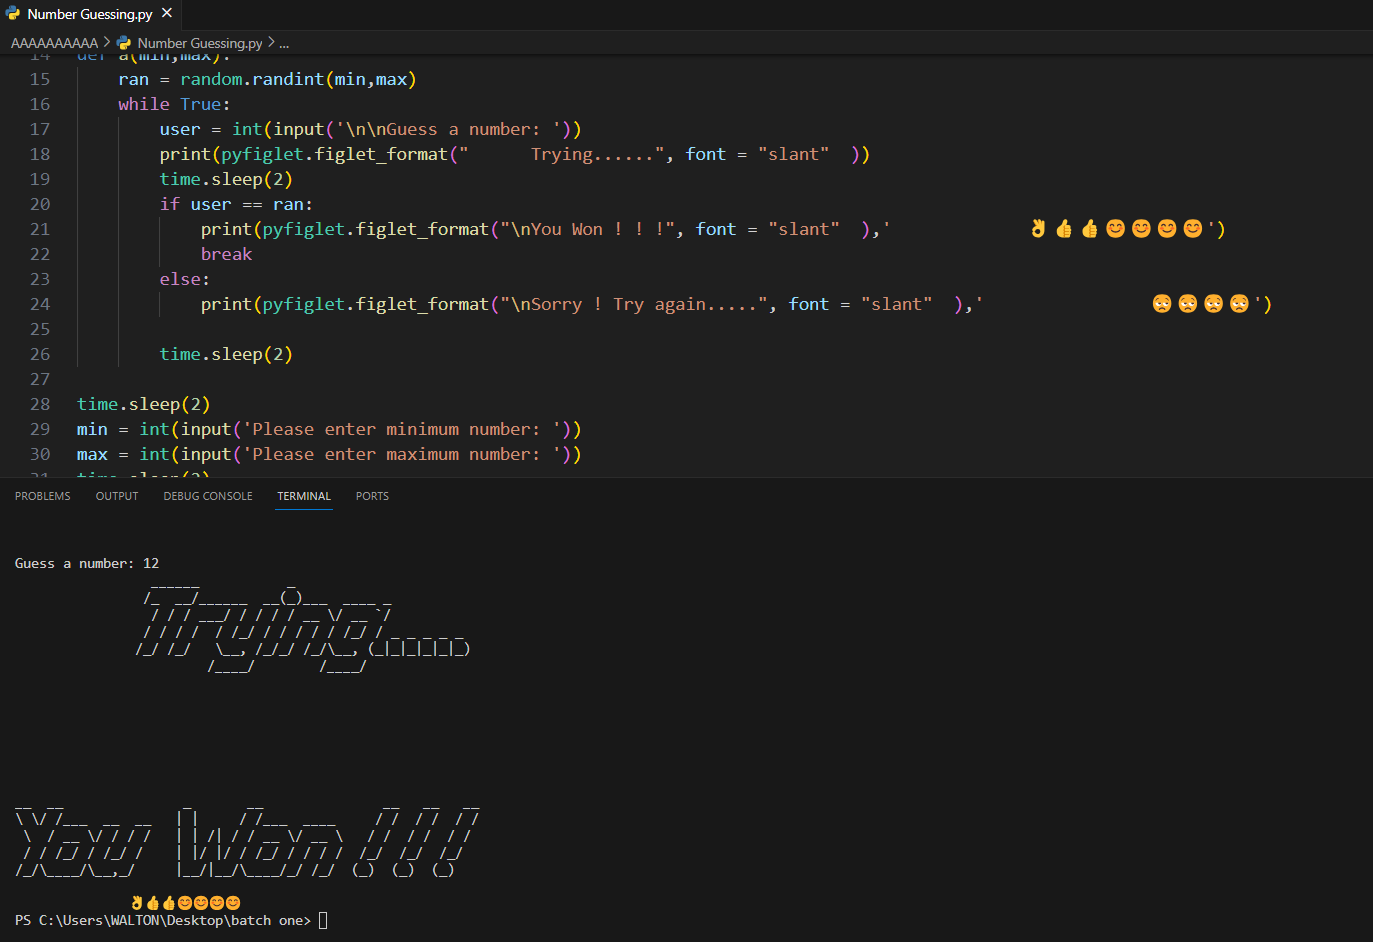 Number Guessing.py ×
AAAAAAAAAA > Number Guessing.py > ...
14 def a(min,max):
15     ran = random.randint(min,max)
16     while True:
17         user = int(input('\n\nGuess a number: '))
18         print(pyfiglet.figlet_format("      Trying......", font = "slant"  ))
19         time.sleep(2)
20         if user == ran:
21             print(pyfiglet.figlet_format("\nYou Won ! ! !", font = "slant"  ),'              👌👍👍😊😊😊😊')
22             break
23         else:
24             print(pyfiglet.figlet_format("\nSorry ! Try again.....", font = "slant"  ),'                 😩😩😩😩')
25
26         time.sleep(2)
27
28 time.sleep(2)
29 min = int(input('Please enter minimum number: '))
30 max = int(input('Please enter maximum number: '))
31 time.sleep(2)
PROBLEMS OUTPUT DEBUG CONSOLE TERMINAL PORTS
Guess a number: 12
Trying.....
You Won !!!
👌👍👍😊😊😊😊
PS C:\Users\WALTON\Desktop\batch one>